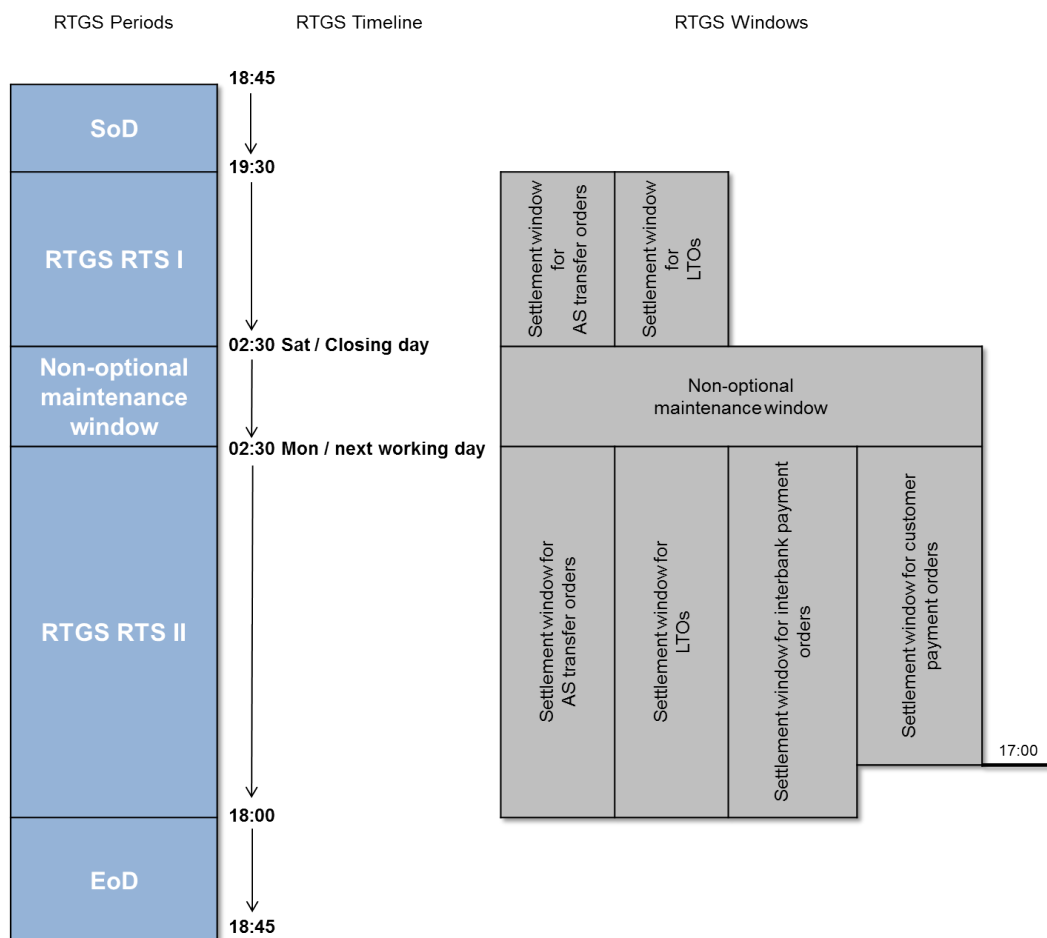 RTGS Periods
RTGS Timeline
RTGS Windows
18:45
SoD
19:30
RTGS RTS I
Settlement window
for
AS transfer orders
Settlement window
for
LTOs
02:30 Sat / Closing day
Non-optional
maintenance
window
Non-optional
maintenance window
02:30 Mon / next working day
RTGS RTS II
Settlement window for
AS transfer orders
Settlement window for
LTOs
Settlement window for interbank payment
orders
Settlement window for customer
payment orders
17:00
18:00
EoD
18:45